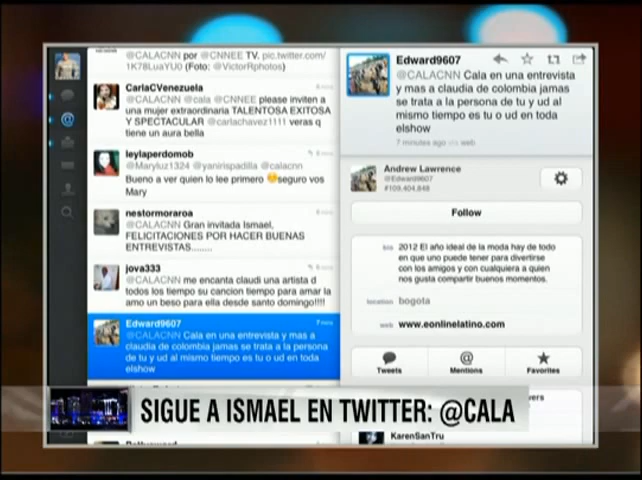 @CALACNN por @CNNEE TV. pic.twitter.com/
1K78LuaYU0 (Foto: @VictorRphotos)
CarlaCVenezuela
@CALACNN @cala @CNNEE please inviten a
una mujer extraordinaria TALENTOSA EXITOSA
Y SPECTACULAR @carlachavez1111 veras q
tiene un aura bella
leylaperdomob
@Maryluz1324 @yanirispadilla @calacnn
Bueno a ver quien lo lee primero 😊seguro vos
Mary
nestormoraroa
@CALACNN Gran invitada Ismael,
FELICITACIONES POR HACER BUENAS
ENTREVISTAS........
jova333
@CALACNN me encanta claudi una artista d
todos los tiempo su cancion tiempo para amar la
amo un beso para ella desde santo domingo!!!!
Edward9607
@CALACNN Cala en una entrevista y mas a
claudia de colombia jamas se trata a la persona
de tu y ud al mismo tiempo es tu o ud en toda
elshow
Edward9607
@CALACNN Cala en una entrevista
y mas a claudia de colombia jamas
se trata a la persona de tu y ud al
mismo tiempo es tu o ud en toda
elshow
7 minutes ago via web
Andrew Lawrence
@Edward9607
#109,404,848
Follow
bio 2012 El año ideal de la moda hay de todo
en que uno puede tener para divertirse
con los amigos y con cualquiera a quien
nos gusta compartir buenos momentos.
location bogota
web www.eonlinelatino.com
Tweets Mentions Favorites
KarenSanTru
SIGUE A ISMAEL EN TWITTER: @CALA